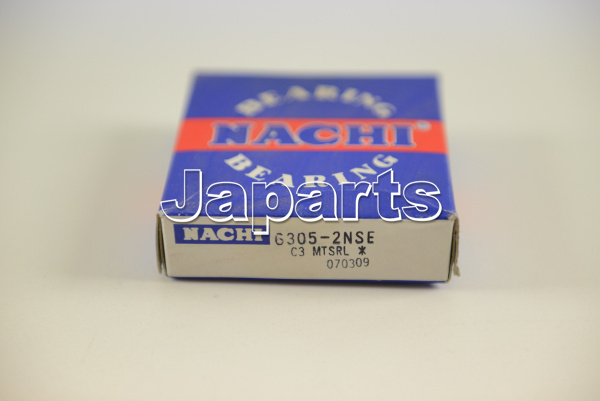 BEARING
NACHI®
BEARING
Japarts
NACHI 6305-2NSE
C3 MTSRL *
070309